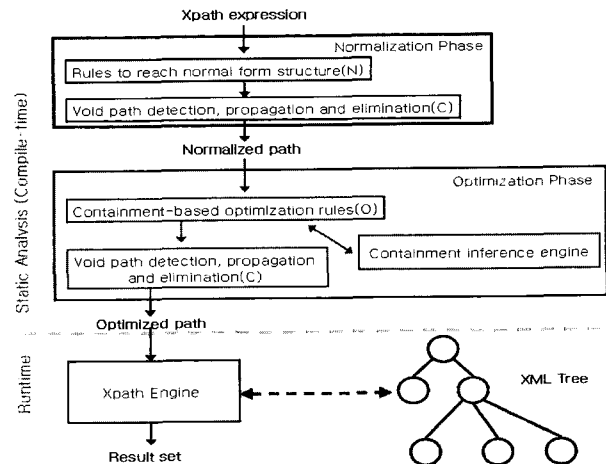 Xpath expression
Normalization Phase
Rules to reach normal form structure(N)
Void path detection, propagation and elimination(C)
Normalized path
Optimization Phase
Containment-based optimization rules(O)
Containment inference engine
Void path detection, propagation
and elimination(C)
Static Analysis (Compile-time)
Optimized path
Runtime
Xpath Engine
XML Tree
Result set